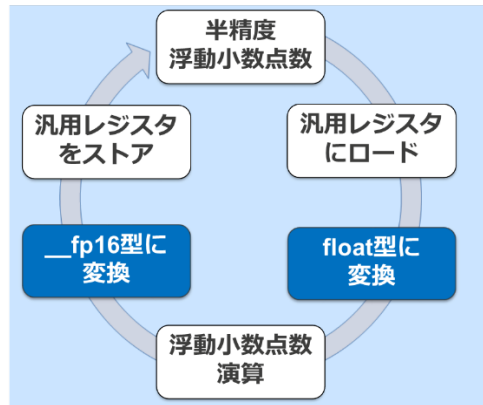 半精度
浮動小数点数
汎用レジスタ
にロード
float型に
変換
浮動小数点数
演算
__fp16型に
変換
汎用レジスタ
をストア